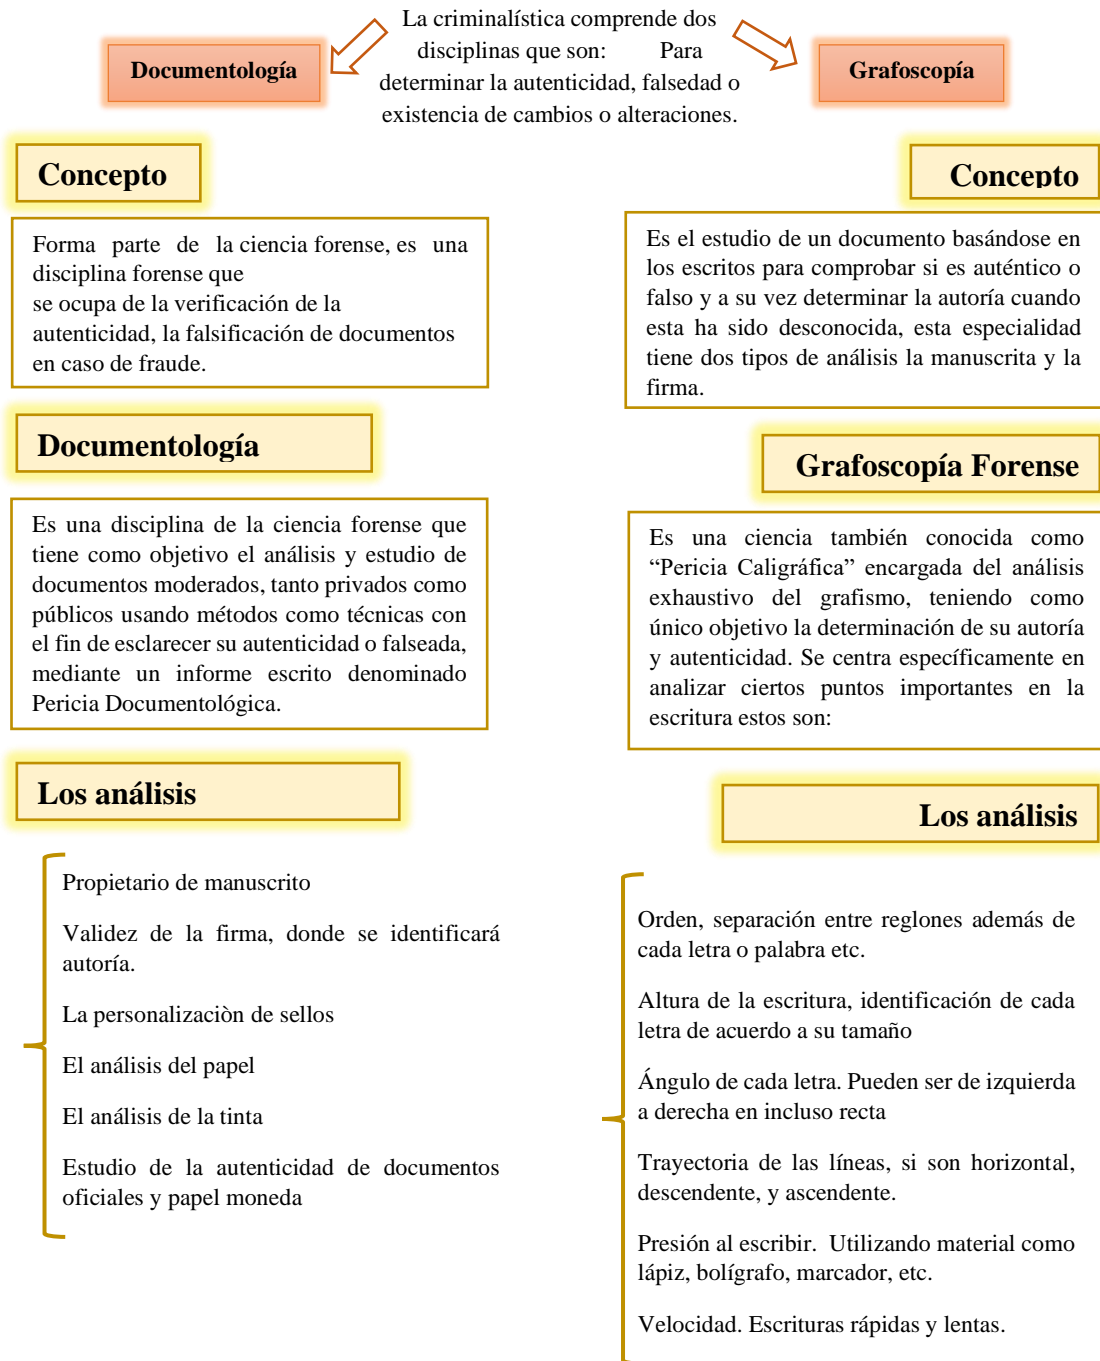 La criminalística comprende dos
disciplinas que son: Para
determinar la autenticidad, falsedad o
existencia de cambios o alteraciones.
Documentología
Grafoscopía
Concepto
Forma parte de la ciencia forense, es una
disciplina forense que
se ocupa de la verificación de la
autenticidad, la falsificación de documentos
en caso de fraude.
Documentología
Es una disciplina de la ciencia forense que
tiene como objetivo el análisis y estudio de
documentos moderados, tanto privados como
públicos usando métodos como técnicas con
el fin de esclarecer su autenticidad o falseada,
mediante un informe escrito denominado
Pericia Documentológica.
Los análisis
Propietario de manuscrito
Validez de la firma, donde se identificará
autoría.
La personalizaciòn de sellos
El análisis del papel
El análisis de la tinta
Estudio de la autenticidad de documentos
oficiales y papel moneda
Concepto
Es el estudio de un documento basándose en
los escritos para comprobar si es auténtico o
falso y a su vez determinar la autoría cuando
esta ha sido desconocida, esta especialidad
tiene dos tipos de análisis la manuscrita y la
firma.
Grafoscopía Forense
Es una ciencia también conocida como
“Pericia Caligráfica” encargada del análisis
exhaustivo del grafismo, teniendo como
único objetivo la determinación de su autoría
y autenticidad. Se centra específicamente en
analizar ciertos puntos importantes en la
escritura estos son:
Los análisis
Orden, separación entre reglones además de
cada letra o palabra etc.
Altura de la escritura, identificación de cada
letra de acuerdo a su tamaño
Ángulo de cada letra. Pueden ser de izquierda
a derecha en incluso recta
Trayectoria de las líneas, si son horizontal,
descendente, y ascendente.
Presión al escribir. Utilizando material como
lápiz, bolígrafo, marcador, etc.
Velocidad. Escrituras rápidas y lentas.